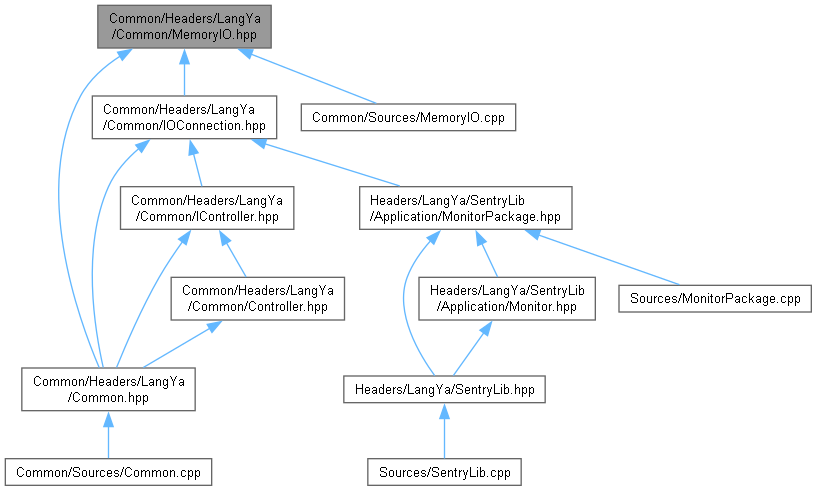 Common/Headers/LangYa
/Common/MemoryIO.hpp
Common/Headers/LangYa
/Common/IOConnection.hpp
Common/Sources/MemoryIO.cpp
Common/Headers/LangYa
/Common/IController.hpp
Headers/LangYa/SentryLib
/Application/MonitorPackage.hpp
Common/Headers/LangYa
/Common/Controller.hpp
Headers/LangYa/SentryLib
/Application/Monitor.hpp
Sources/MonitorPackage.cpp
Common/Headers/LangYa
/Common.hpp
Headers/LangYa/SentryLib.hpp
Common/Sources/Common.cpp
Sources/SentryLib.cpp